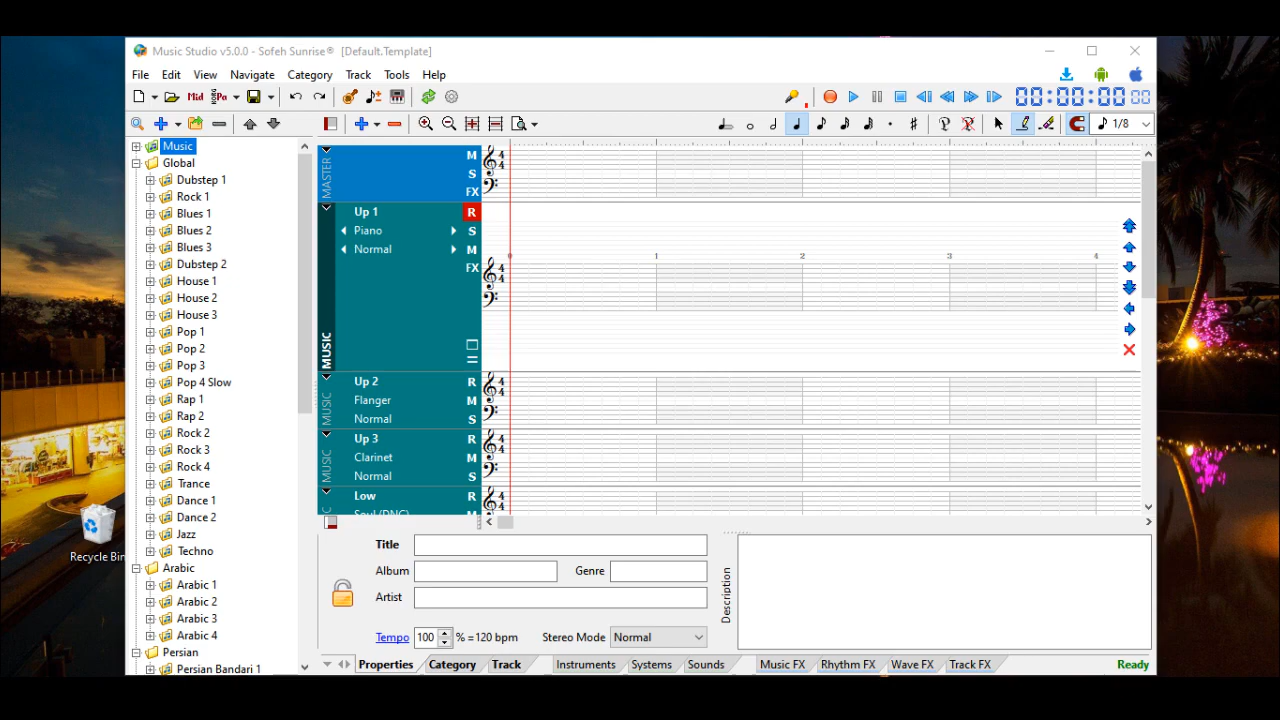 Music Studio v5.0.0 - Sofeh Sunrise® [Default.Template]
File Edit View Navigate Category Track Tools Help
Mid
00:00:00 00
1/8
Music
Global
Dubstep 1
Rock 1
Blues 1
Blues 2
Blues 3
Dubstep 2
House 1
House 2
House 3
Pop 1
Pop 2
Pop 3
Pop 4 Slow
Rap 1
Rap 2
Rock 2
Rock 3
Rock 4
Trance
Dance 1
Dance 2
Jazz
Techno
Arabic
Arabic 1
Arabic 2
Arabic 3
Arabic 4
Persian
Persian Bandari 1
MASTER
M
S
FX
MUSIC
Up 1 R
Piano S
Normal M
FX
0 1 2 3 4
MUSIC
Up 2 R
Flanger M
Normal S
MUSIC
Up 3 R
Clarinet M
Normal S
Low R
Title
Album Genre
Artist
Tempo 100 % =120 bpm Stereo Mode Normal
Description
Properties Category Track Instruments Systems Sounds Music FX Rhythm FX Wave FX Track FX Ready
Recycle Bin